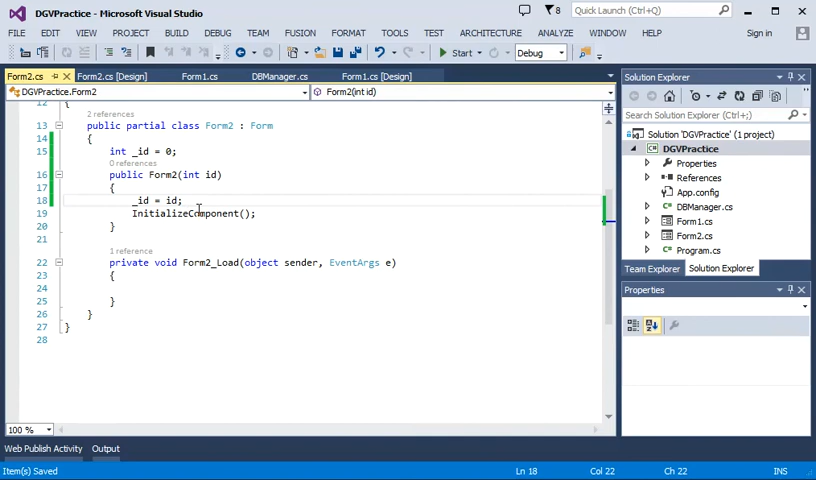 DGVPractice - Microsoft Visual Studio
8
Quick Launch (Ctrl+Q)
FILE EDIT VIEW PROJECT BUILD DEBUG TEAM FUSION FORMAT TOOLS TEST ARCHITECTURE ANALYZE WINDOW HELP Sign in
Start Debug
Form2.cs Form2.cs [Design] Form1.cs DBManager.cs Form1.cs [Design]
DGVPractice.Form2 Form2(int id)
12 {
2 references
13 public partial class Form2 : Form
14 {
15 int _id = 0;
0 references
16 public Form2(int id)
17 {
18 _id = id;
19 InitializeComponent();
20 }
21
1 reference
22 private void Form2_Load(object sender, EventArgs e)
23 {
24
25 }
26 }
27 }
28
100 %
Solution Explorer
Search Solution Explorer (Ctrl+;)
Solution 'DGVPractice' (1 project)
DGVPractice
Properties
References
App.config
DBManager.cs
Form1.cs
Form2.cs
Program.cs
Team Explorer Solution Explorer
Properties
Web Publish Activity Output
Item(s) Saved Ln 18 Col 22 Ch 22 INS